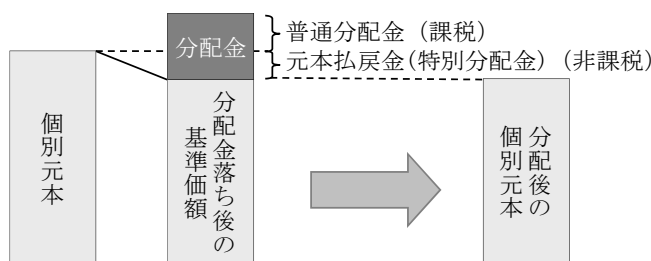 普通分配金 (課税)
分配金
元本払戻金(特別分配金) (非課税)
個別元本
分配金落ち後の
基準価額
分配後の
個別元本